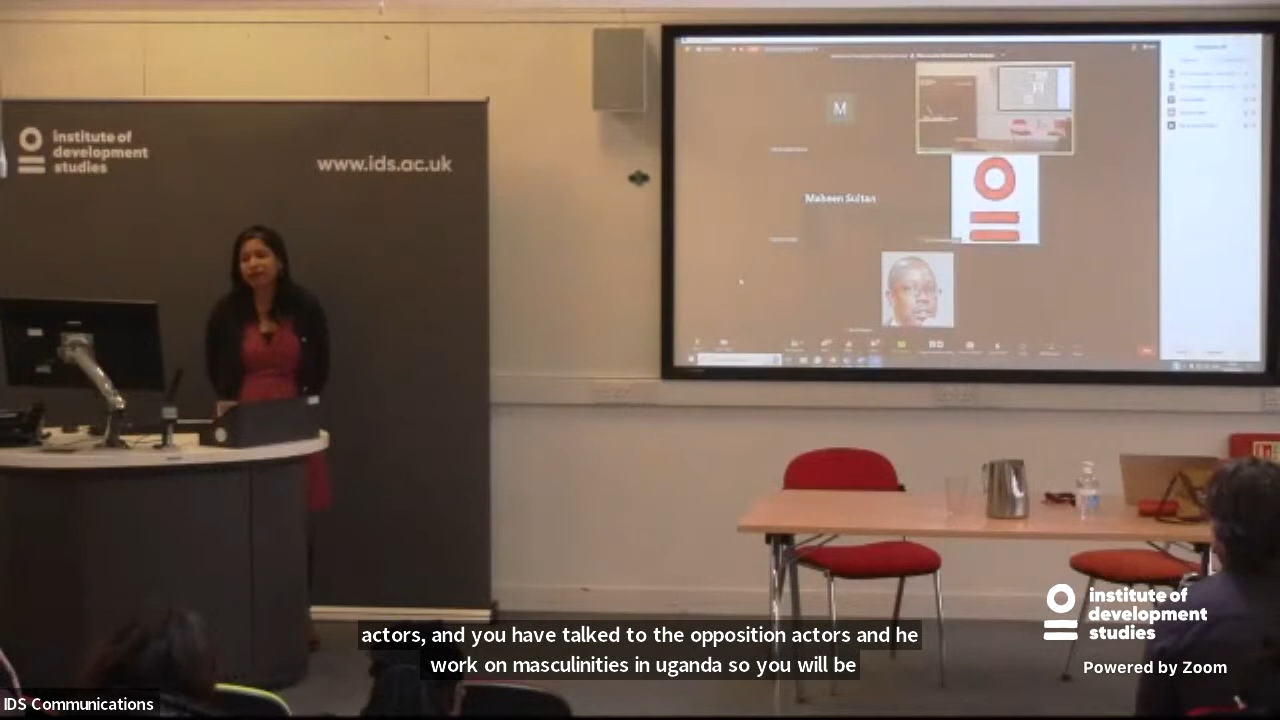 institute of
development
studies
www.ids.ac.uk
M
Maheen Sultan
institute of
development
studies
Powered by Zoom
actors, and you have talked to the opposition actors and he
work on masculinities in uganda so you will be
IDS Communications